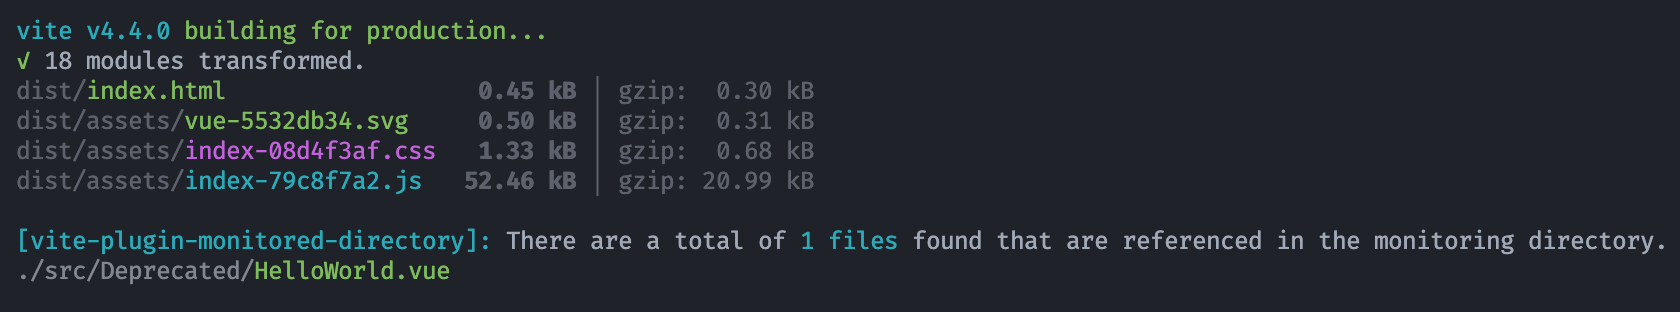 vite v4.4.0 building for production...
✓ 18 modules transformed.
dist/index.html 0.45 kB │ gzip: 0.30 kB
dist/assets/vue-5532db34.svg 0.50 kB │ gzip: 0.31 kB
dist/assets/index-08d4f3af.css 1.33 kB │ gzip: 0.68 kB
dist/assets/index-79c8f7a2.js 52.46 kB │ gzip: 20.99 kB
[vite-plugin-monitored-directory]: There are a total of 1 files found that are referenced in the monitoring directory.
./src/Deprecated/HelloWorld.vue